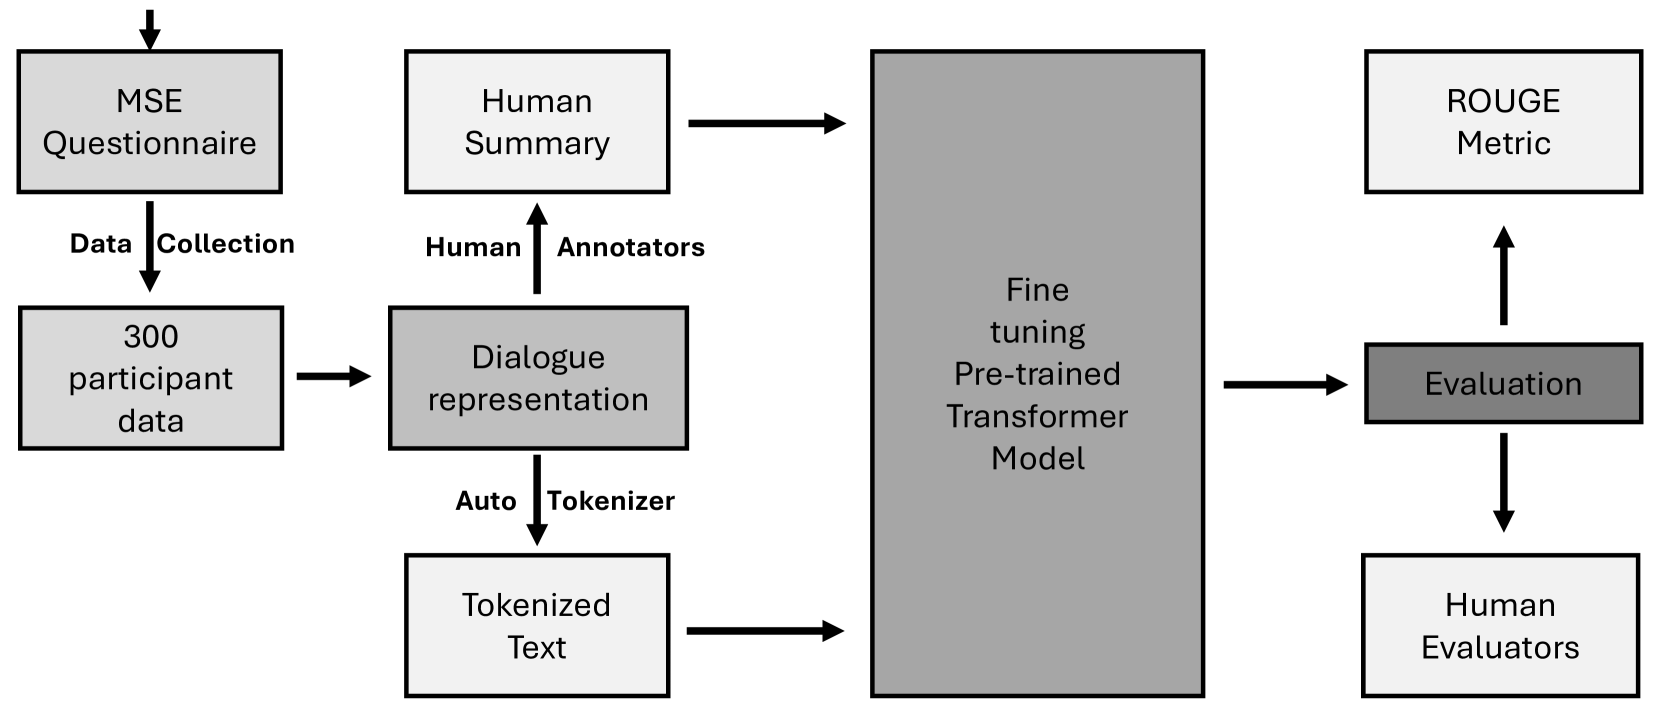 MSE
Questionnaire
Data Collection
300
participant
data
Human
Summary
Human Annotators
Dialogue
representation
Auto Tokenizer
Tokenized
Text
Fine
tuning
Pre-trained
Transformer
Model
ROUGE
Metric
Evaluation
Human
Evaluators